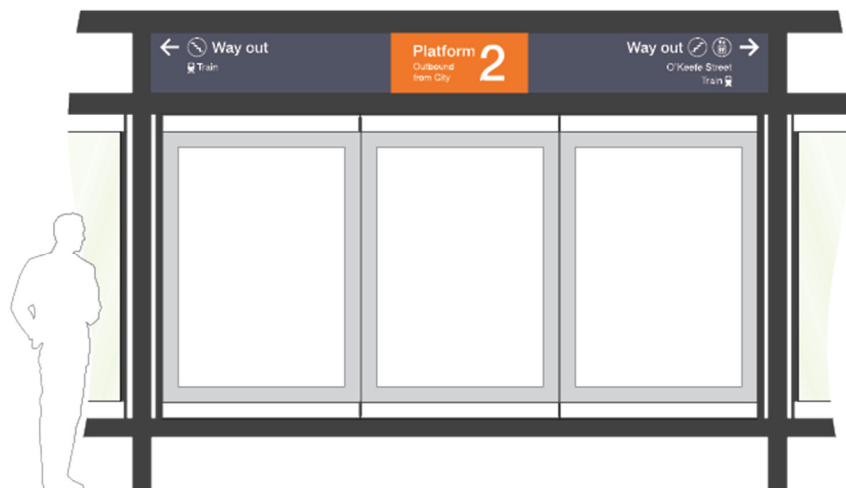 Way out
Train
Platform 2
Outbound
from City
Way out
O'Keefe Street
Train